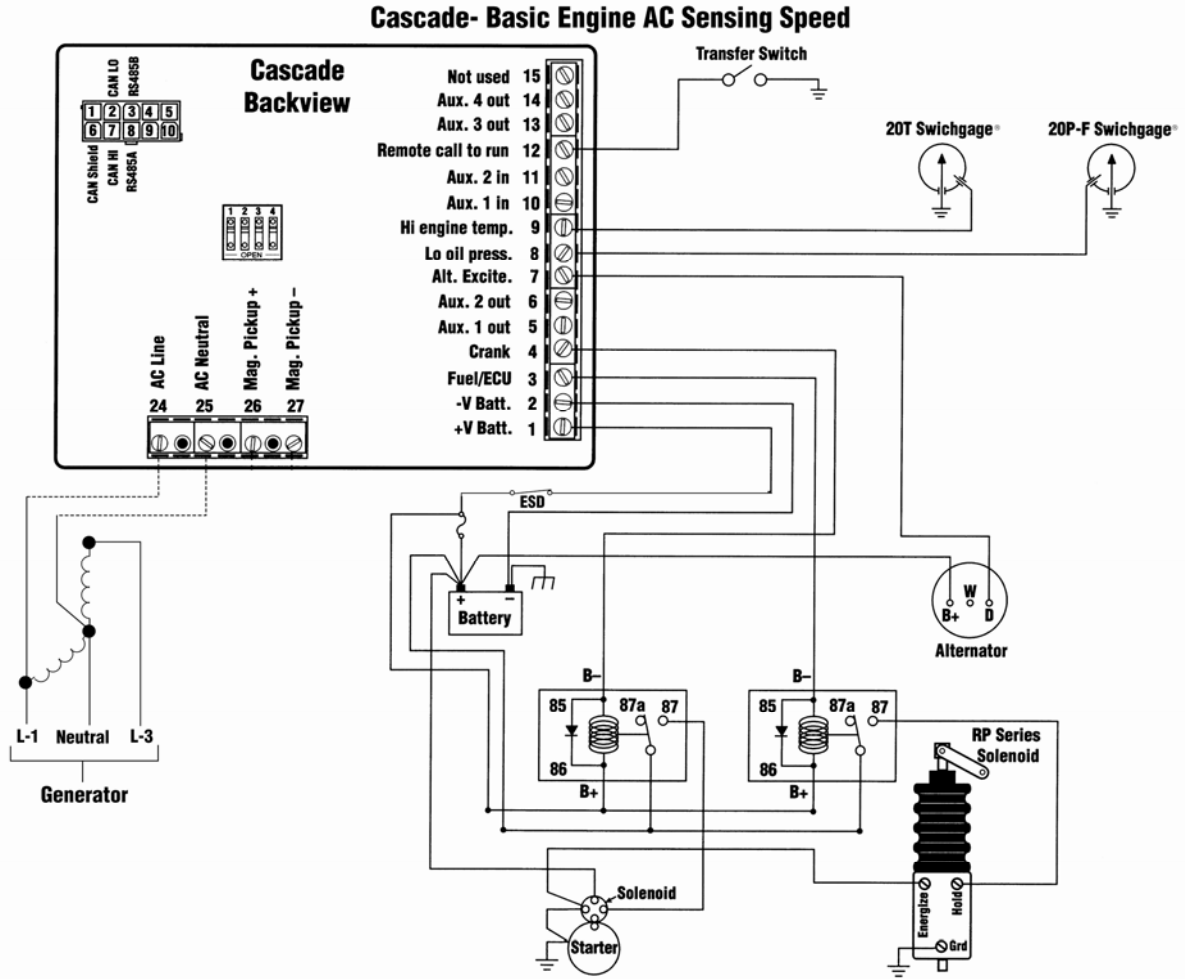 Cascade- Basic Engine AC Sensing Speed
Cascade
Backview
CAN LO
RS485B
1 2 3 4 5
6 7 8 9 10
CAN Shield
CAN HI
RS485A
1 2 3 4
OPEN
Not used 15
Aux. 4 out 14
Aux. 3 out 13
Remote call to run 12
Aux. 2 in 11
Aux. 1 in 10
Hi engine temp. 9
Lo oil press. 8
Alt. Excite. 7
Aux. 2 out 6
Aux. 1 out 5
Crank 4
Fuel/ECU 3
-V Batt. 2
+V Batt. 1
AC Line
AC Neutral
Mag. Pickup +
Mag. Pickup –
24 25 26 27
Transfer Switch
20T Swichgage®
20P-F Swichgage®
ESD
+ –
Battery
W
B+ D
Alternator
L-1 Neutral L-3
Generator
B–
85 87a 87
86
B+
B–
85 87a 87
86
B+
RP Series
Solenoid
Energize
Hold
Grd
Solenoid
Starter